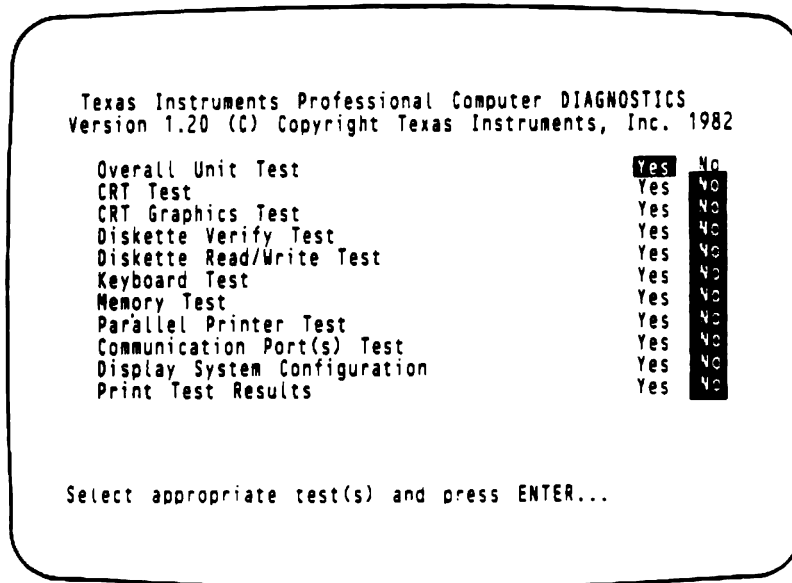 Texas Instruments Professional Computer DIAGNOSTICS
Version 1.20 (C) Copyright Texas Instruments, Inc. 1982
Overall Unit Test Yes No
CRT Test Yes No
CRT Graphics Test Yes No
Diskette Verify Test Yes No
Diskette Read/Write Test Yes No
Keyboard Test Yes No
Memory Test Yes No
Parallel Printer Test Yes No
Communication Port(s) Test Yes No
Display System Configuration Yes No
Print Test Results Yes No
Select appropriate test(s) and press ENTER...